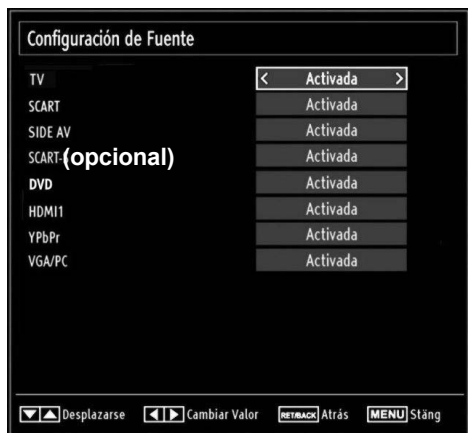 Configuración de Fuente
TV < Activada >
SCART Activada
SIDE AV Activada
SCART-(opcional) Activada
DVD Activada
HDMI1 Activada
YPbPr Activada
VGA/PC Activada
Desplazarse Cambiar Valor RET/BACK Atrás MENU Stäng